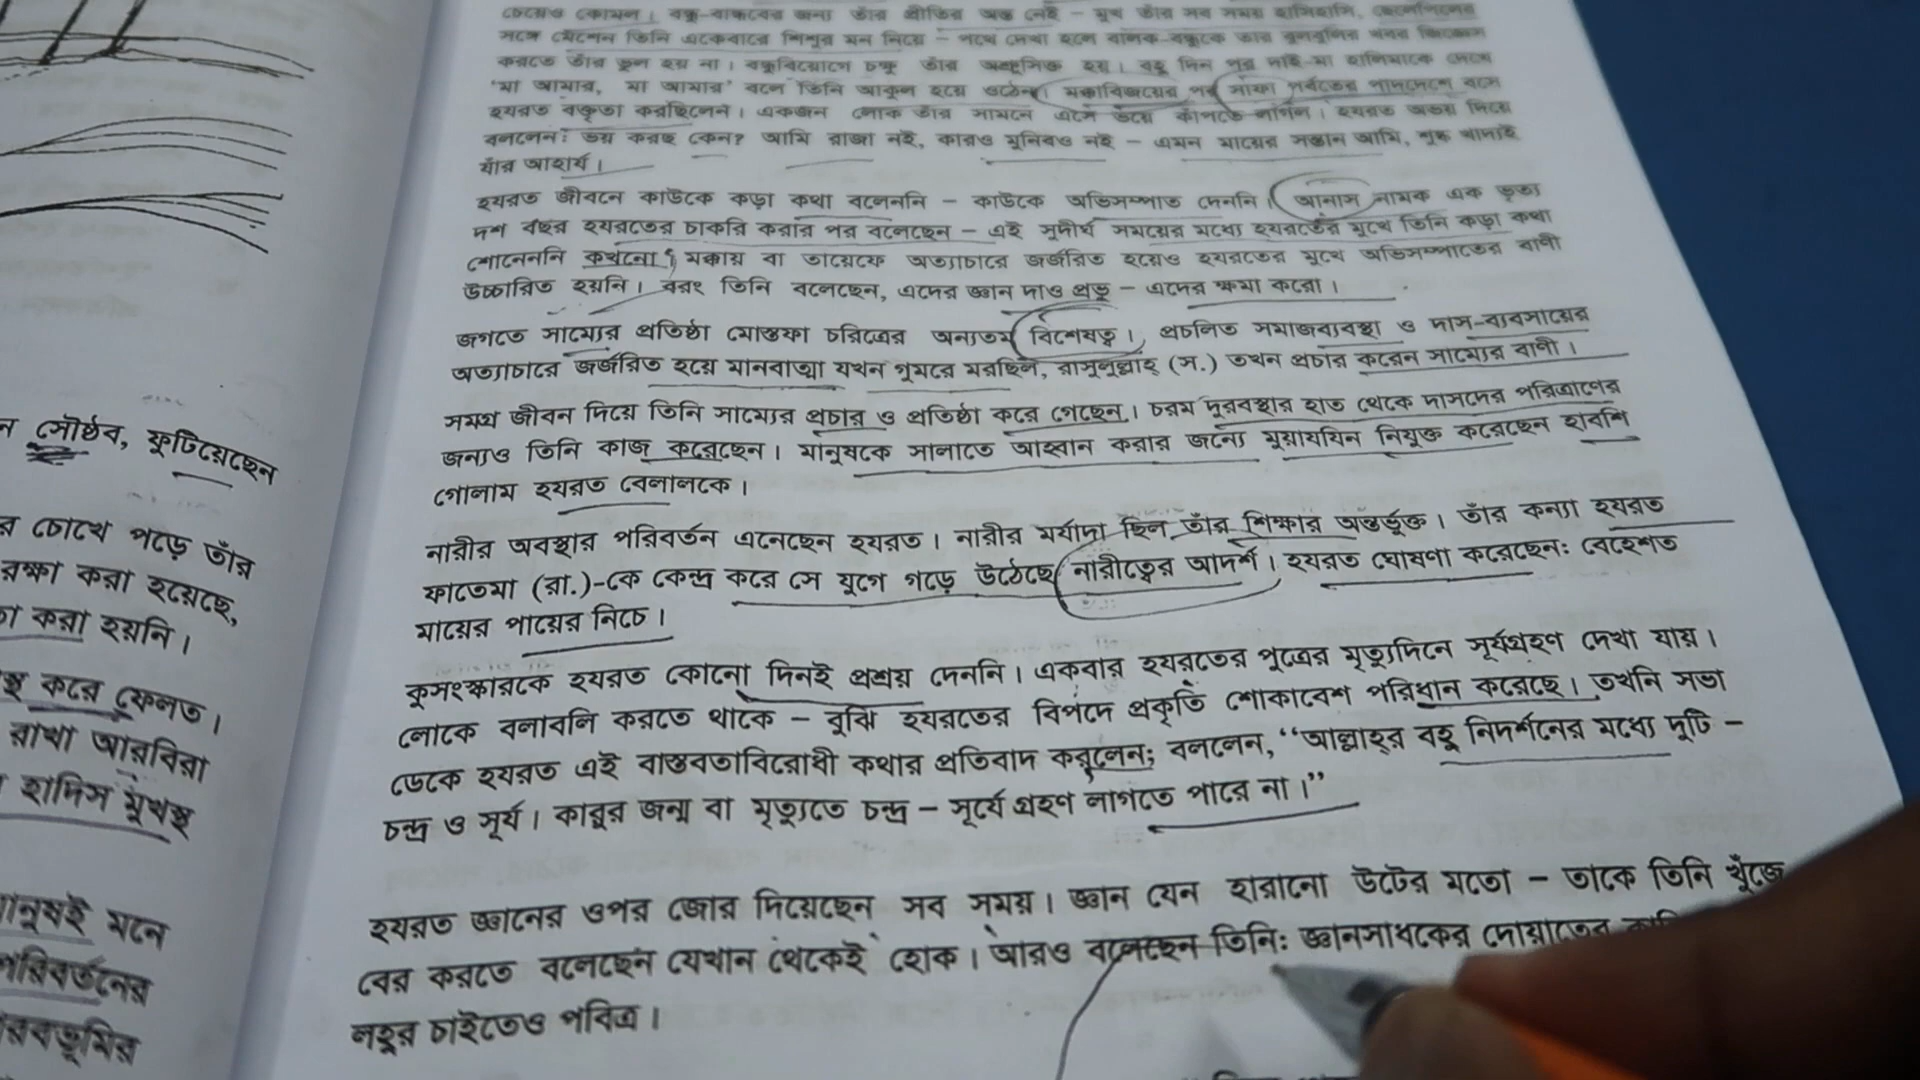 চেয়েও কোমল। বন্ধু-বান্ধবের জন্য তাঁর প্রীতির অন্ত নেই – মুখ তাঁর সব সময় হাসিহাসি, ছেলেপিলের
সঙ্গে মেশেন তিনি একেবারে শিশুর মন নিয়ে – পথে দেখা হলে বালক-বন্ধুকে তার বুলবুলির খবর জিজ্ঞেস
করতে তাঁর ভুল হয় না। বন্ধুবিয়োগে চক্ষু তাঁর অশ্রুসিক্ত হয়। বহু দিন পর দাই-মা হালিমাকে দেখে
‘মা আমার, মা আমার’ বলে তিনি আকুল হয়ে ওঠেন। মক্কাবিজয়ের পর সাফা পর্বতের পাদদেশে বসে
হযরত বক্তৃতা করছিলেন। একজন লোক তাঁর সামনে এসে ভয়ে কাঁপতে লাগল। হযরত অভয় দিয়ে
বললেন: ভয় করছ কেন? আমি রাজা নই, কারও মুনিবও নই – এমন মায়ের সন্তান আমি, শুষ্ক খাদ্যই
যাঁর আহার্য।
হযরত জীবনে কাউকে কড়া কথা বলেননি – কাউকে অভিসম্পাত দেননি। আনাস নামক এক ভৃত্য
দশ বছর হযরতের চাকরি করার পর বলেছেন – এই সুদীর্ঘ সময়ের মধ্যে হযরতের মুখে তিনি কড়া কথা
শোনেননি কখনো। মক্কায় বা তায়েফে অত্যাচারে জর্জরিত হয়েও হযরতের মুখে অভিসম্পাতের বাণী
উচ্চারিত হয়নি। বরং তিনি বলেছেন, এদের জ্ঞান দাও প্রভু – এদের ক্ষমা করো।
জগতে সাম্যের প্রতিষ্ঠা মোস্তফা চরিত্রের অন্যতম বিশেষত্ব। প্রচলিত সমাজব্যবস্থা ও দাস-ব্যবসায়ের
অত্যাচারে জর্জরিত হয়ে মানবাত্মা যখন গুমরে মরছিল, রাসুলুল্লাহ্ (স.) তখন প্রচার করেন সাম্যের বাণী।
সমগ্র জীবন দিয়ে তিনি সাম্যের প্রচার ও প্রতিষ্ঠা করে গেছেন। চরম দুরবস্থার হাত থেকে দাসদের পরিত্রাণের
জন্যও তিনি কাজ করেছেন। মানুষকে সালাতে আহ্বান করার জন্যে মুয়াযযিন নিযুক্ত করেছেন হাবশি
গোলাম হযরত বেলালকে।
নারীর অবস্থার পরিবর্তন এনেছেন হযরত। নারীর মর্যাদা ছিল তাঁর শিক্ষার অন্তর্ভুক্ত। তাঁর কন্যা হযরত
ফাতেমা (রা.)-কে কেন্দ্র করে সে যুগে গড়ে উঠেছে নারীত্বের আদর্শ। হযরত ঘোষণা করেছেন: বেহেশত
মায়ের পায়ের নিচে।
কুসংস্কারকে হযরত কোনো দিনই প্রশ্রয় দেননি। একবার হযরতের পুত্রের মৃত্যুদিনে সূর্যগ্রহণ দেখা যায়।
লোকে বলাবলি করতে থাকে – বুঝি হযরতের বিপদে প্রকৃতি শোকাবেশ পরিধান করেছে। তখনি সভা
ডেকে হযরত এই বাস্তবতাবিরোধী কথার প্রতিবাদ করলেন; বললেন, “আল্লাহ্‌র বহু নিদর্শনের মধ্যে দুটি –
চন্দ্র ও সূর্য। কারুর জন্ম বা মৃত্যুতে চন্দ্র – সূর্যে গ্রহণ লাগতে পারে না।”
হযরত জ্ঞানের ওপর জোর দিয়েছেন সব সময়। জ্ঞান যেন হারানো উটের মতো – তাকে তিনি খুঁজে
বের করতে বলেছেন যেখান থেকেই হোক। আরও বলেছেন তিনি: জ্ঞানসাধকের দোয়াতের
লহুর চাইতেও পবিত্র।
সৌষ্ঠব, ফুটিয়েছেন
চোখে পড়ে তাঁর
রক্ষা করা হয়েছে,
করা হয়নি।
করে ফেলত।
রাখা আরবিরা
হাদিস মুখস্থ
মানুষই মনে
পরিবর্তনের
আরবভূমির